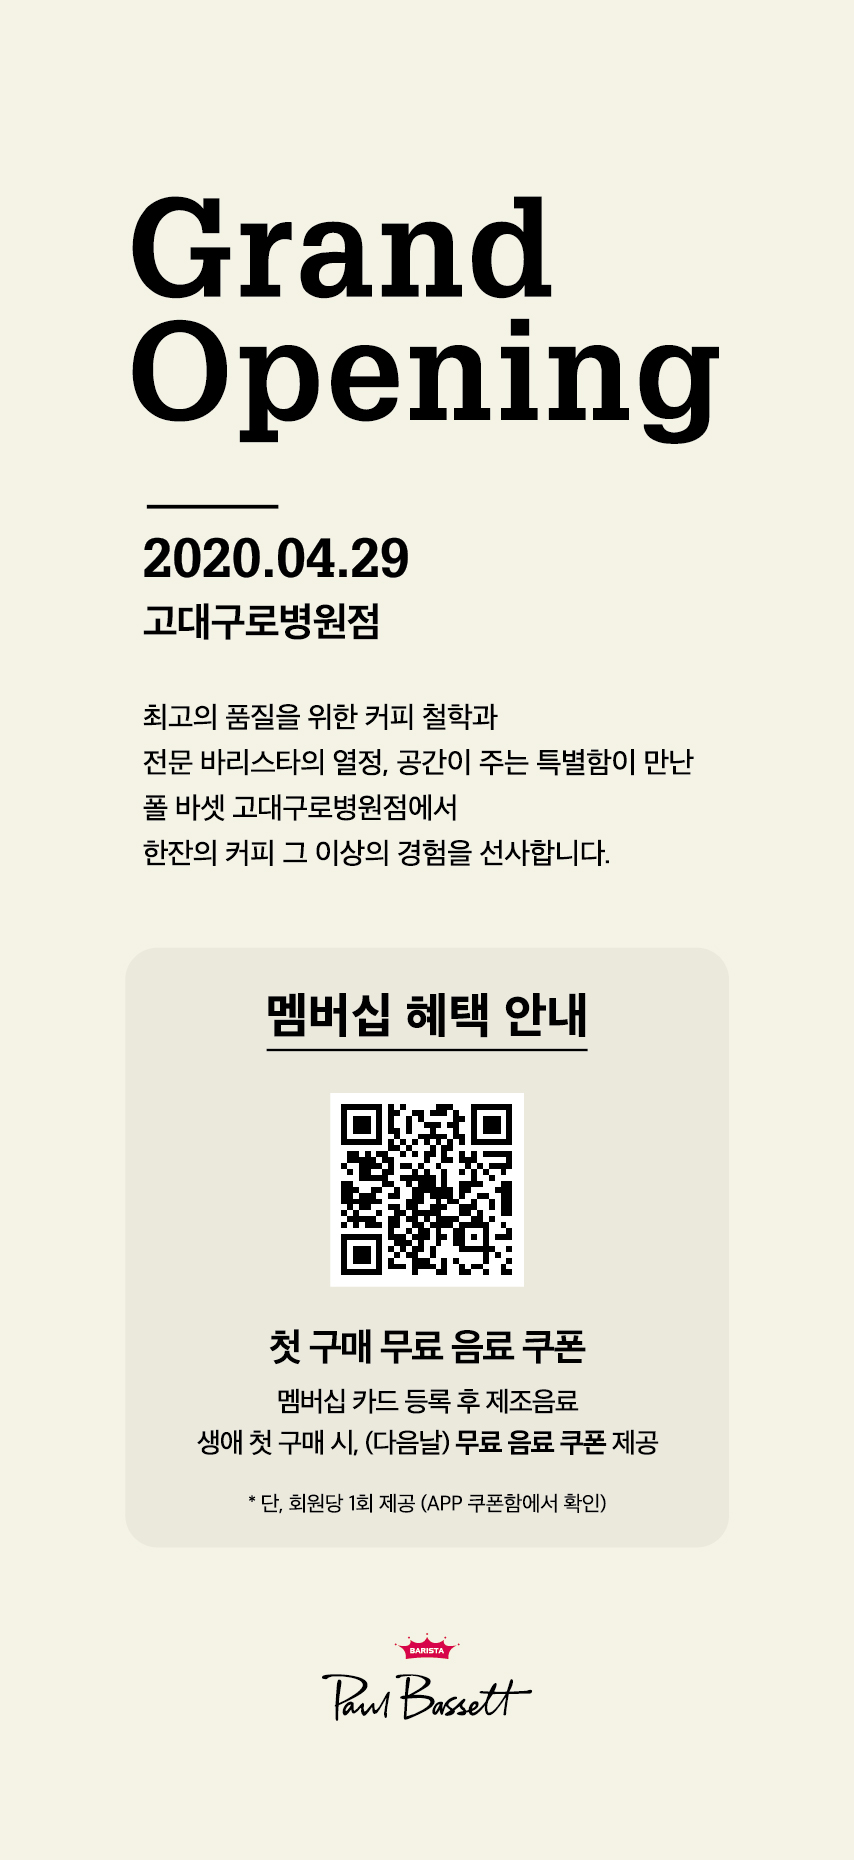 Grand
Opening
2020.04.29
고대구로병원점
최고의 품질을 위한 커피 철학과
전문 바리스타의 열정, 공간이 주는 특별함이 만난
폴 바셋 고대구로병원점에서
한잔의 커피 그 이상의 경험을 선사합니다.
멤버십 혜택 안내
첫 구매 무료 음료 쿠폰
멤버십 카드 등록 후 제조음료
생애 첫 구매 시, (다음날) 무료 음료 쿠폰 제공
* 단, 회원당 1회 제공 (APP 쿠폰함에서 확인)
BARISTA
Paul Bassett